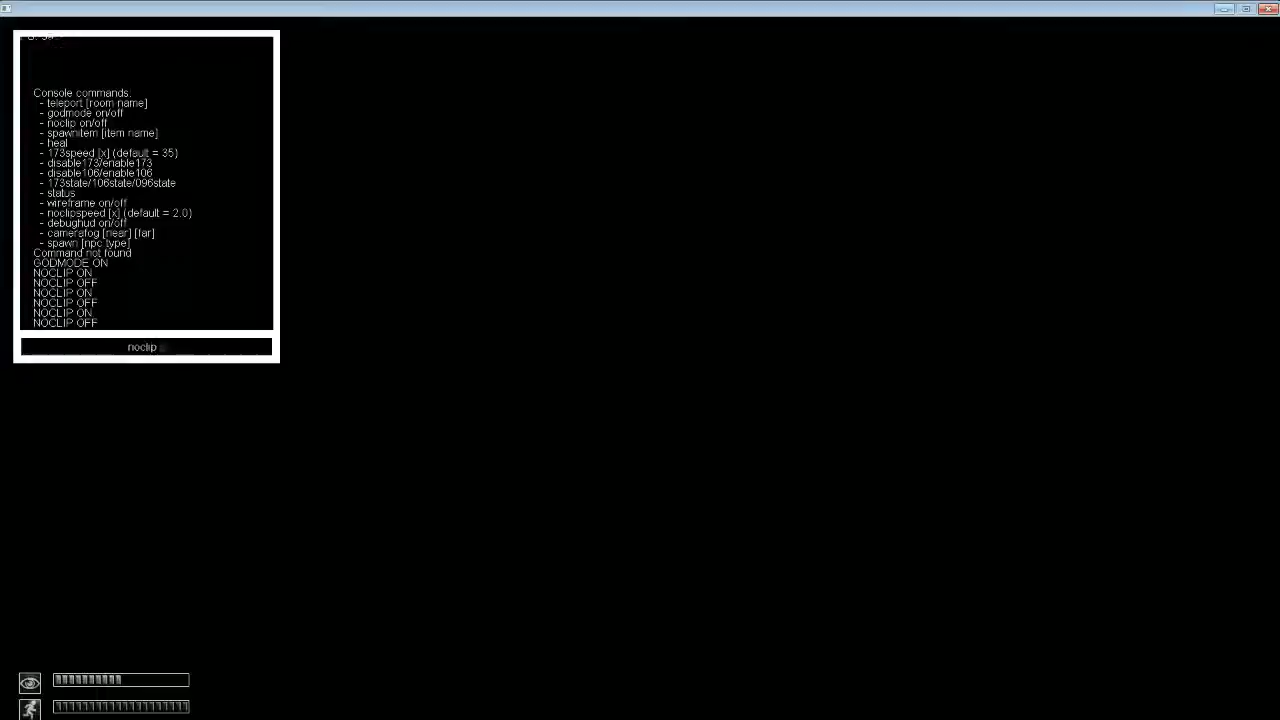 Console commands:
- teleport [room name]
- godmode on/off
- noclip on/off
- spawnitem [item name]
- heal
- 173speed [x] (default = 35)
- disable173/enable173
- disable106/enable106
- 173state/106state/096state
- status
- wireframe on/off
- noclipspeed [x] (default = 2.0)
- debughud on/off
- camerafog [near] [far]
- spawn [npc type]
Command not found
GODMODE ON
NOCLIP ON
NOCLIP OFF
NOCLIP ON
NOCLIP OFF
NOCLIP ON
NOCLIP OFF
noclip